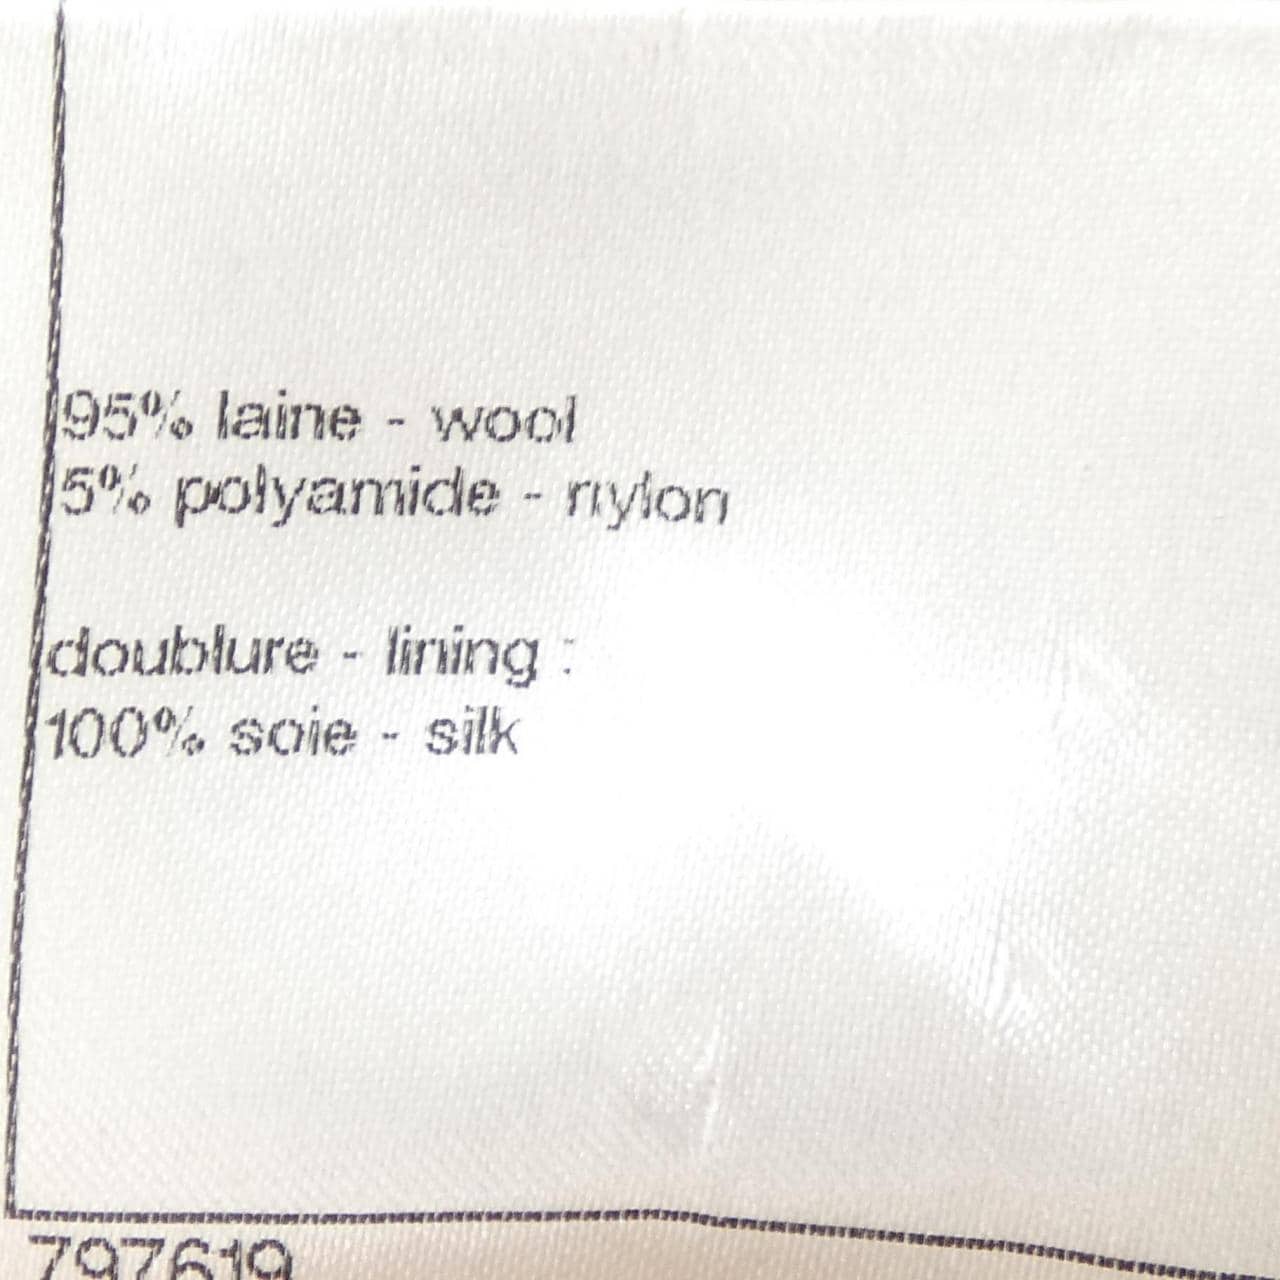 95% laine - wool
5% polyamide - nylon
doublure - lining :
100% soie - silk
797619